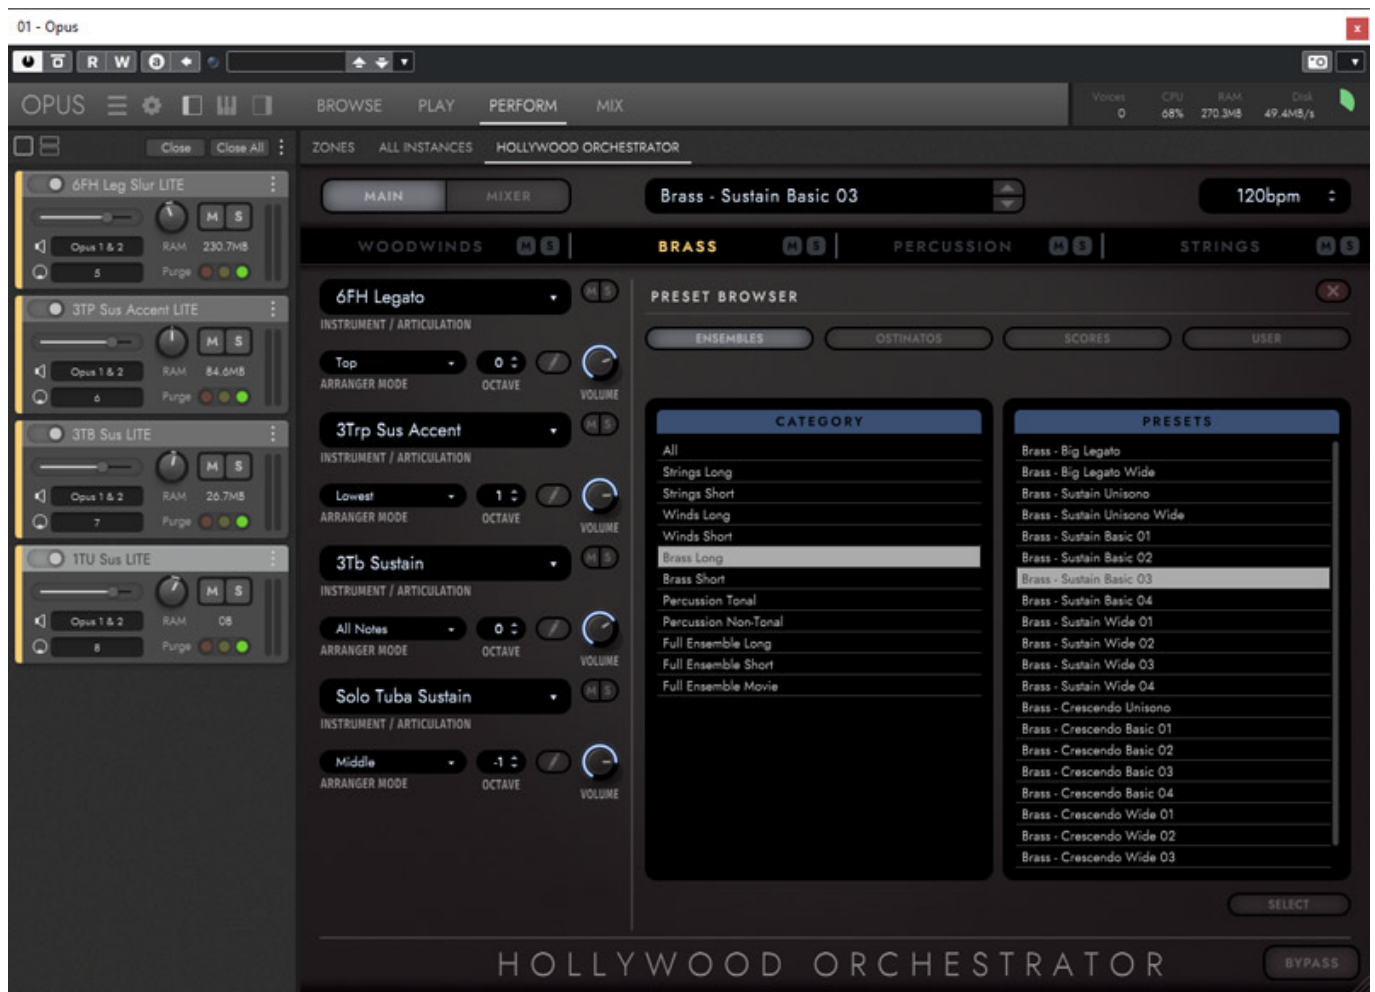 01 - Opus
x
R W a
OPUS BROWSE PLAY PERFORM MIX
Voices CPU RAM Disk
0 68% 270.3MB 49.4MB/s
Close Close All
ZONES ALL INSTANCES HOLLYWOOD ORCHESTRATOR
6FH Leg Slur LITE
M S
Opus 1 & 2 RAM 230.7MB
5 Purge
3TP Sus Accent LITE
M S
Opus 1 & 2 RAM 84.6MB
6 Purge
3TB Sus LITE
M S
Opus 1 & 2 RAM 26.7MB
7 Purge
1TU Sus LITE
M S
Opus 1 & 2 RAM 0B
8 Purge
MAIN MIXER
Brass - Sustain Basic 03
120bpm
WOODWINDS M S
BRASS M S
PERCUSSION M S
STRINGS M S
6FH Legato M S
INSTRUMENT / ARTICULATION
Top 0
ARRANGER MODE OCTAVE VOLUME
3Trp Sus Accent M S
INSTRUMENT / ARTICULATION
Lowest 1
ARRANGER MODE OCTAVE VOLUME
3Tb Sustain M S
INSTRUMENT / ARTICULATION
All Notes 0
ARRANGER MODE OCTAVE VOLUME
Solo Tuba Sustain M S
INSTRUMENT / ARTICULATION
Middle -1
ARRANGER MODE OCTAVE VOLUME
PRESET BROWSER X
ENSEMBLES OSTINATOS SCORES USER
CATEGORY
All
Strings Long
Strings Short
Winds Long
Winds Short
Brass Long
Brass Short
Percussion Tonal
Percussion Non-Tonal
Full Ensemble Long
Full Ensemble Short
Full Ensemble Movie
PRESETS
Brass - Big Legato
Brass - Big Legato Wide
Brass - Sustain Unisono
Brass - Sustain Unisono Wide
Brass - Sustain Basic 01
Brass - Sustain Basic 02
Brass - Sustain Basic 03
Brass - Sustain Basic 04
Brass - Sustain Wide 01
Brass - Sustain Wide 02
Brass - Sustain Wide 03
Brass - Sustain Wide 04
Brass - Crescendo Unisono
Brass - Crescendo Basic 01
Brass - Crescendo Basic 02
Brass - Crescendo Basic 03
Brass - Crescendo Basic 04
Brass - Crescendo Wide 01
Brass - Crescendo Wide 02
Brass - Crescendo Wide 03
SELECT
HOLLYWOOD ORCHESTRATOR
BYPASS